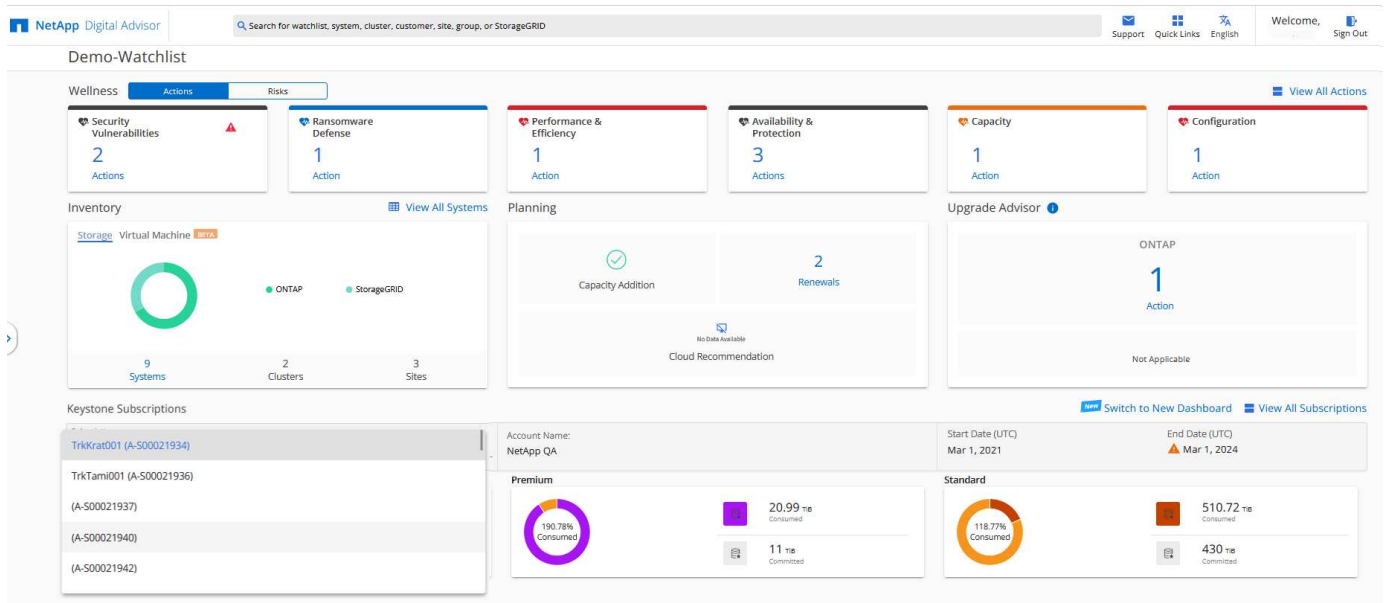 NetApp Digital Advisor
Search for watchlist, system, cluster, customer, site, group, or StorageGRID
Support
Quick Links
English
Welcome,
Sign Out
Demo-Watchlist
Wellness
Actions
Risks
View All Actions
Security
Vulnerabilities
2
Actions
Ransomware
Defense
1
Action
Performance &
Efficiency
1
Action
Availability &
Protection
3
Actions
Capacity
1
Action
Configuration
1
Action
Inventory
View All Systems
Storage Virtual Machine BETA
ONTAP
StorageGRID
9
Systems
2
Clusters
3
Sites
Planning
Capacity Addition
2
Renewals
No Data Available
Cloud Recommendation
Upgrade Advisor
ONTAP
1
Action
Not Applicable
Keystone Subscriptions
New Switch to New Dashboard
View All Subscriptions
TrkKrat001 (A-S00021934)
TrkTami001 (A-S00021936)
(A-S00021937)
(A-S00021940)
(A-S00021942)
Account Name:
NetApp QA
Start Date (UTC)
Mar 1, 2021
End Date (UTC)
Mar 1, 2024
Premium
190.78%
Consumed
20.99 TiB
Consumed
11 TiB
Committed
Standard
118.77%
Consumed
510.72 TiB
Consumed
430 TiB
Committed